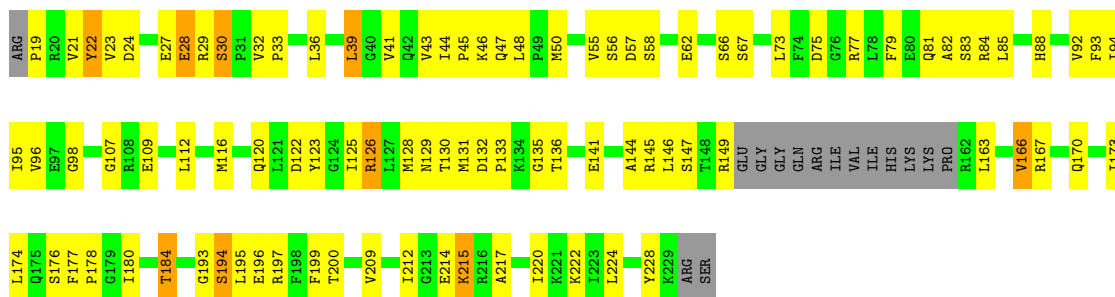 ARG P19 R20 V21 Y22 V23 D24 E27 E28 R29 S30 P31 V32 P33 L36 L39 G40 V41 Q42 V43 I44 P45 K46 Q47 L48 P49 M50 V55 S56 D57 S58 E62 S66 S67 L73 F74 D75 G76 R77 L78 F79 E80 Q81 A82 S83 R84 L85 H88 V92 F93
I95 V96 E97 G98 G107 R108 E109 L112 M116 Q120 L121 D122 Y123 G124 I125 R126 L127 M128 N129 T130 M131 D132 P133 K134 G135 T136 E141 A144 R145 L146 S147 T148 R149 GLU GLY GLY GLN ARG ILE VAL ILE HIS LYS LYS PRO R162 L163 V166 R167 Q170
L174 Q175 S176 F177 P178 G179 I180 T184 G193 S194 L195 E196 R197 F198 F199 T200 V209 I212 G213 E214 K215 R216 A217 I220 K221 K222 I223 L224 Y228 K229 ARG SER